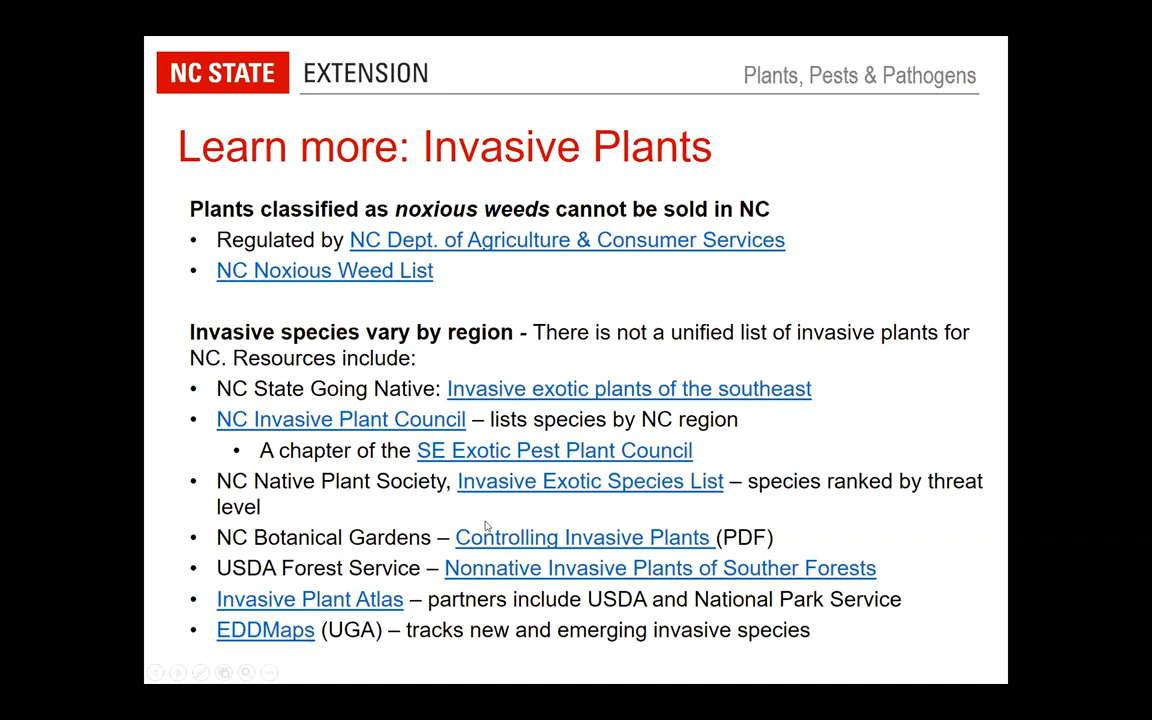 NC STATE EXTENSION
Plants, Pests & Pathogens
Learn more: Invasive Plants
Plants classified as noxious weeds cannot be sold in NC
• Regulated by NC Dept. of Agriculture & Consumer Services
• NC Noxious Weed List
Invasive species vary by region - There is not a unified list of invasive plants for
NC. Resources include:
• NC State Going Native: Invasive exotic plants of the southeast
• NC Invasive Plant Council – lists species by NC region
• A chapter of the SE Exotic Pest Plant Council
• NC Native Plant Society, Invasive Exotic Species List – species ranked by threat
level
• NC Botanical Gardens – Controlling Invasive Plants (PDF)
• USDA Forest Service – Nonnative Invasive Plants of Souther Forests
• Invasive Plant Atlas – partners include USDA and National Park Service
• EDDMaps (UGA) – tracks new and emerging invasive species